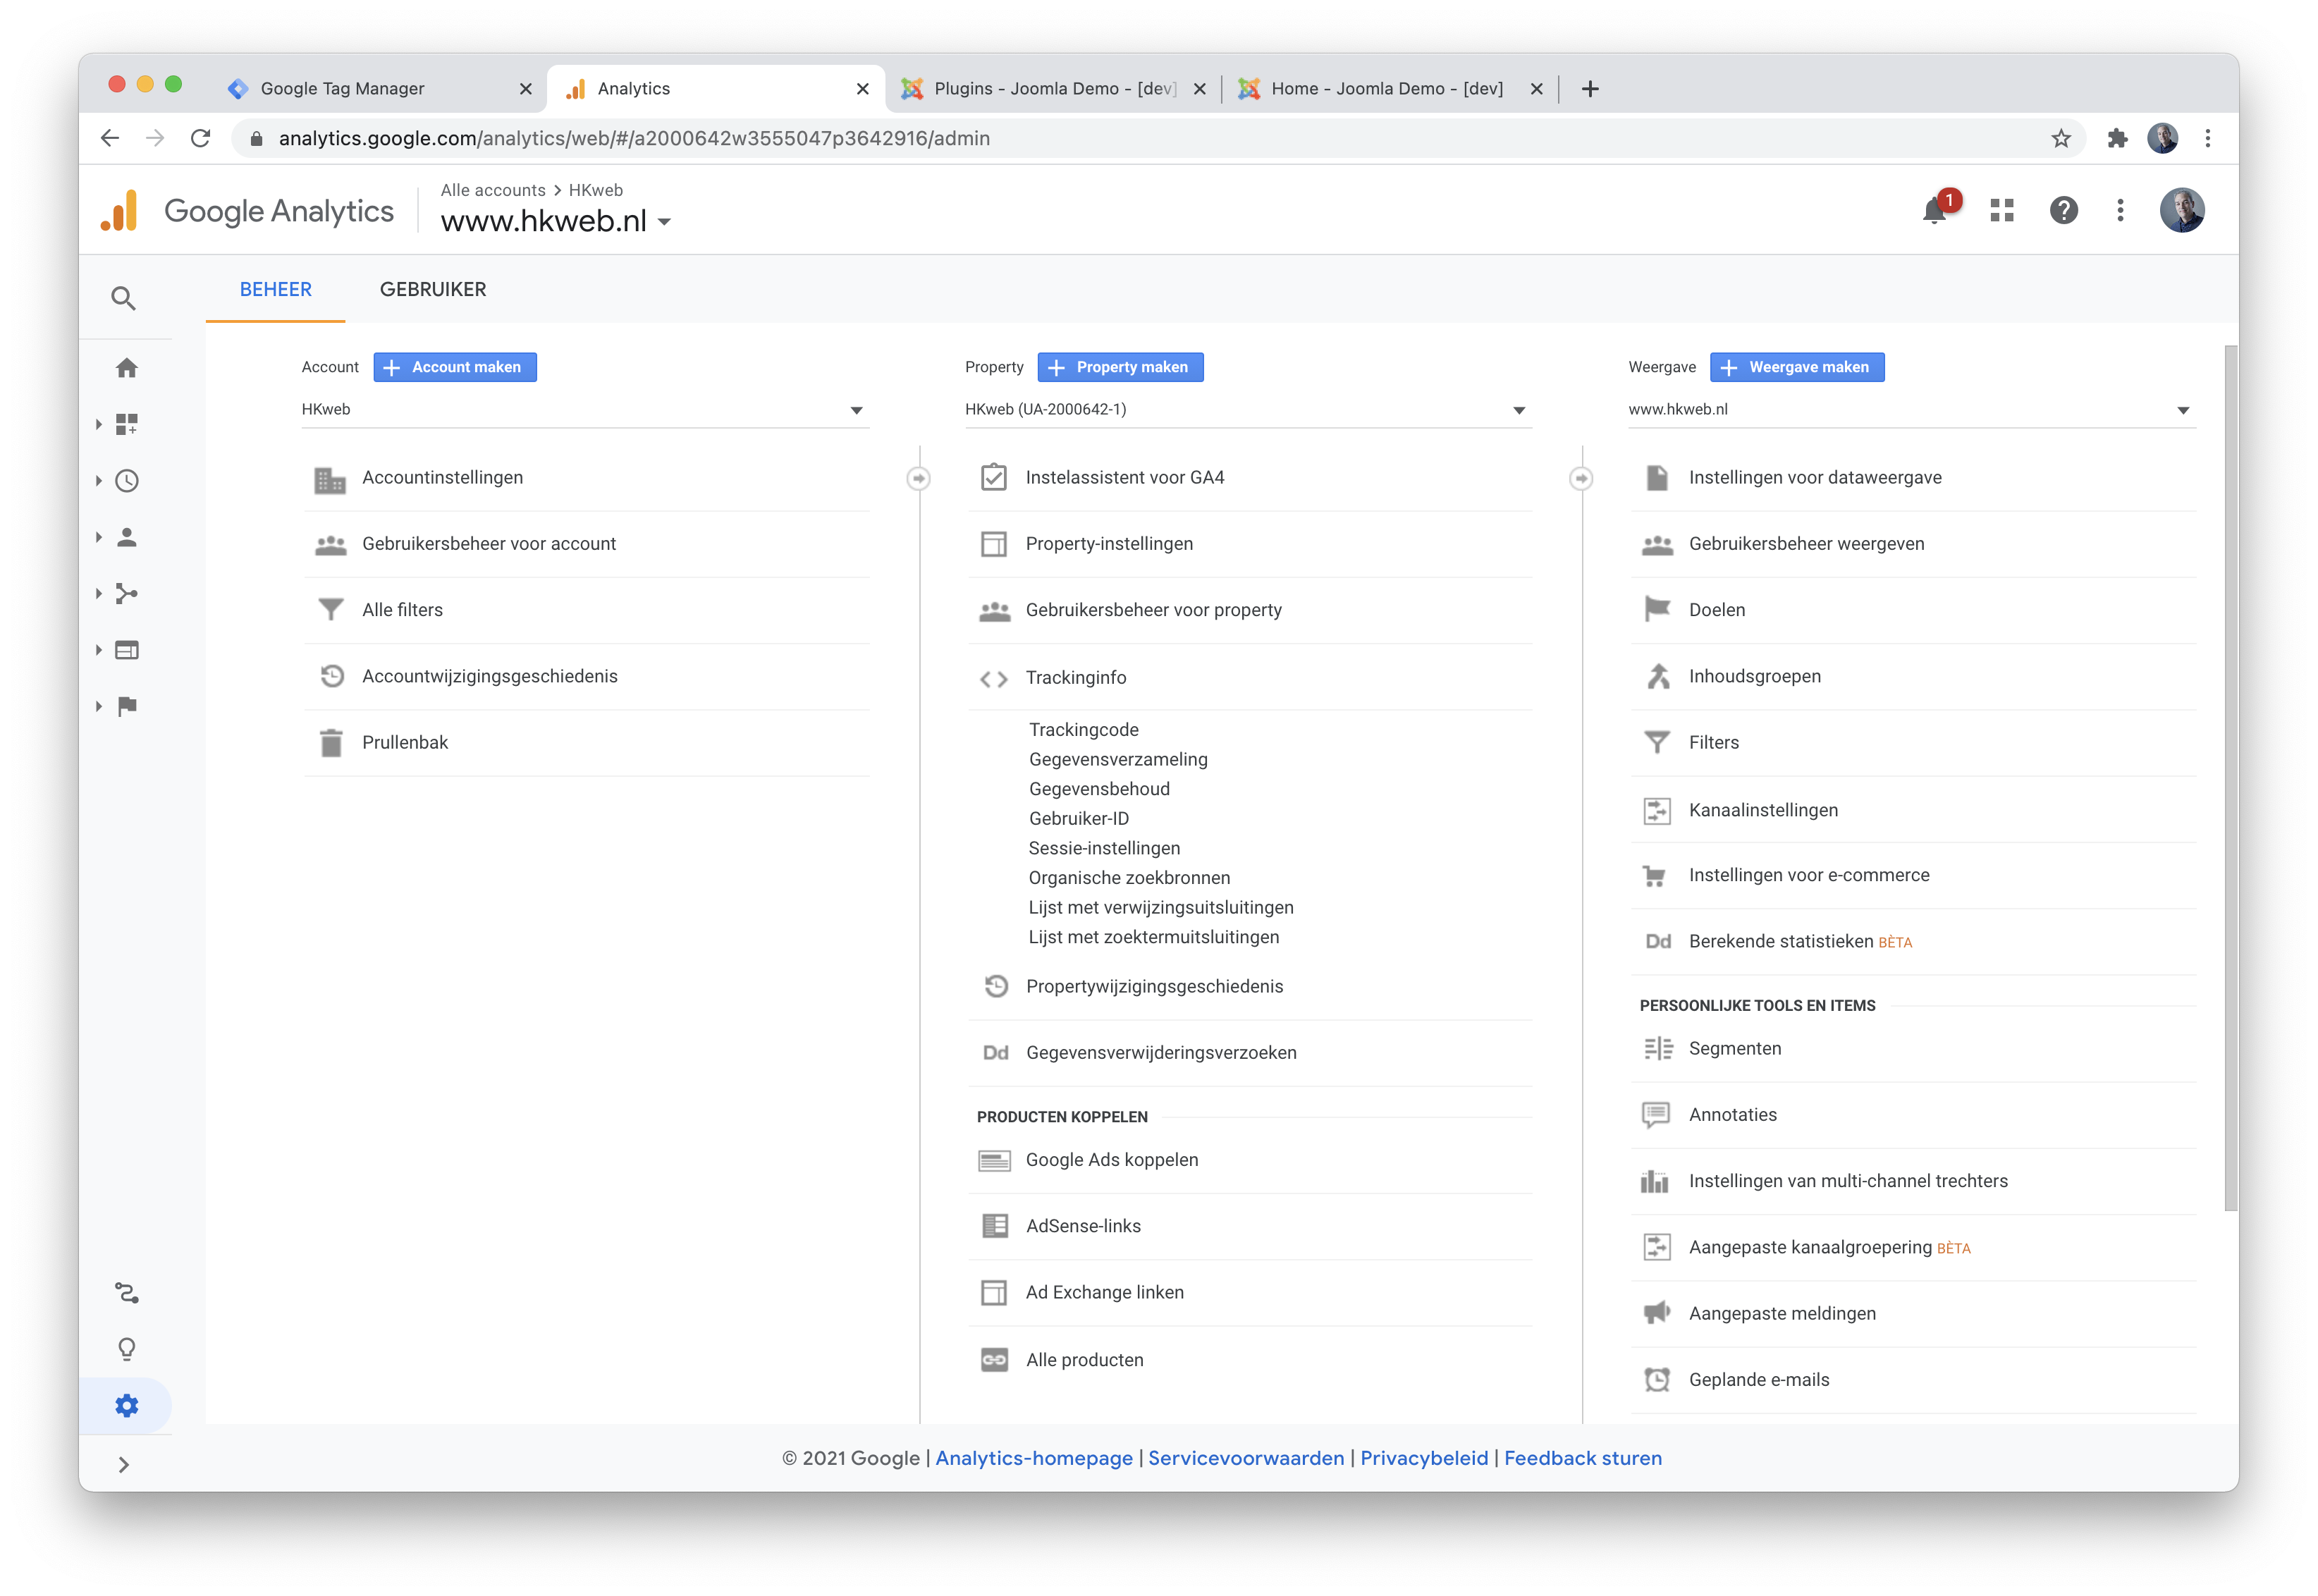 Google Tag Manager
Analytics
Plugins - Joomla Demo - [dev]
Home - Joomla Demo - [dev]
analytics.google.com/analytics/web/#/a2000642w3555047p3642916/admin
Google Analytics
Alle accounts > HKweb
www.hkweb.nl
1
BEHEER
GEBRUIKER
Account
Account maken
HKweb
Accountinstellingen
Gebruikersbeheer voor account
Alle filters
Accountwijzigingsgeschiedenis
Prullenbak
Property
Property maken
HKweb (UA-2000642-1)
Instelassistent voor GA4
Property-instellingen
Gebruikersbeheer voor property
Trackinginfo
Trackingcode
Gegevensverzameling
Gegevensbehoud
Gebruiker-ID
Sessie-instellingen
Organische zoekbronnen
Lijst met verwijzingsuitsluitingen
Lijst met zoektermuitsluitingen
Propertywijzigingsgeschiedenis
Dd Gegevensverwijderingsverzoeken
PRODUCTEN KOPPELEN
Google Ads koppelen
AdSense-links
Ad Exchange linken
Alle producten
Weergave
Weergave maken
www.hkweb.nl
Instellingen voor dataweergave
Gebruikersbeheer weergeven
Doelen
Inhoudsgroepen
Filters
Kanaalinstellingen
Instellingen voor e-commerce
Dd Berekende statistieken BÈTA
PERSOONLIJKE TOOLS EN ITEMS
Segmenten
Annotaties
Instellingen van multi-channel trechters
Aangepaste kanaalgroepering BÈTA
Aangepaste meldingen
Geplande e-mails
© 2021 Google | Analytics-homepage | Servicevoorwaarden | Privacybeleid | Feedback sturen